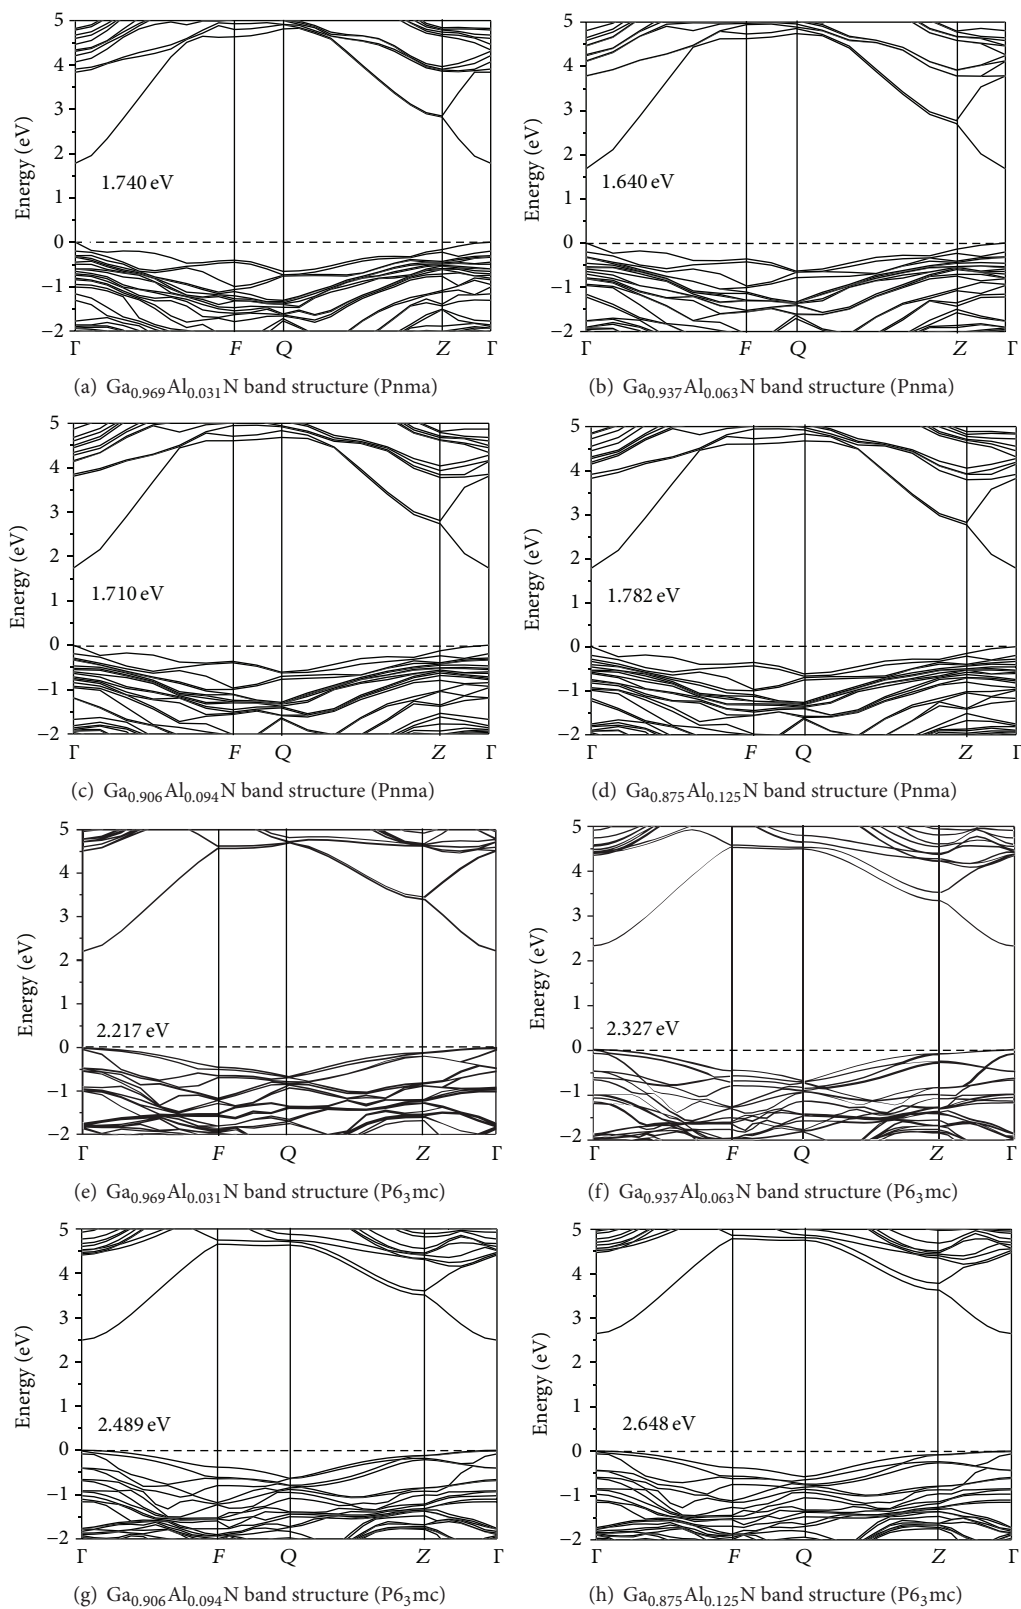 5
4
3
2
1
0
−1
−2
Energy (eV)
1.740 eV
Γ F Q Z Γ
(a) Ga0.969Al0.031N band structure (Pnma)
5
4
3
2
1
0
−1
−2
Energy (eV)
1.640 eV
Γ F Q Z Γ
(b) Ga0.937Al0.063N band structure (Pnma)
5
4
3
2
1
0
−1
−2
Energy (eV)
1.710 eV
Γ F Q Z Γ
(c) Ga0.906Al0.094N band structure (Pnma)
5
4
3
2
1
0
−1
−2
Energy (eV)
1.782 eV
Γ F Q Z Γ
(d) Ga0.875Al0.125N band structure (Pnma)
5
4
3
2
1
0
−1
−2
Energy (eV)
2.217 eV
Γ F Q Z Γ
(e) Ga0.969Al0.031N band structure (P63mc)
5
4
3
2
1
0
−1
−2
Energy (eV)
2.327 eV
Γ F Q Z Γ
(f) Ga0.937Al0.063N band structure (P63mc)
5
4
3
2
1
0
−1
−2
Energy (eV)
2.489 eV
Γ F Q Z Γ
(g) Ga0.906Al0.094N band structure (P63mc)
5
4
3
2
1
0
−1
−2
Energy (eV)
2.648 eV
Γ F Q Z Γ
(h) Ga0.875Al0.125N band structure (P63mc)